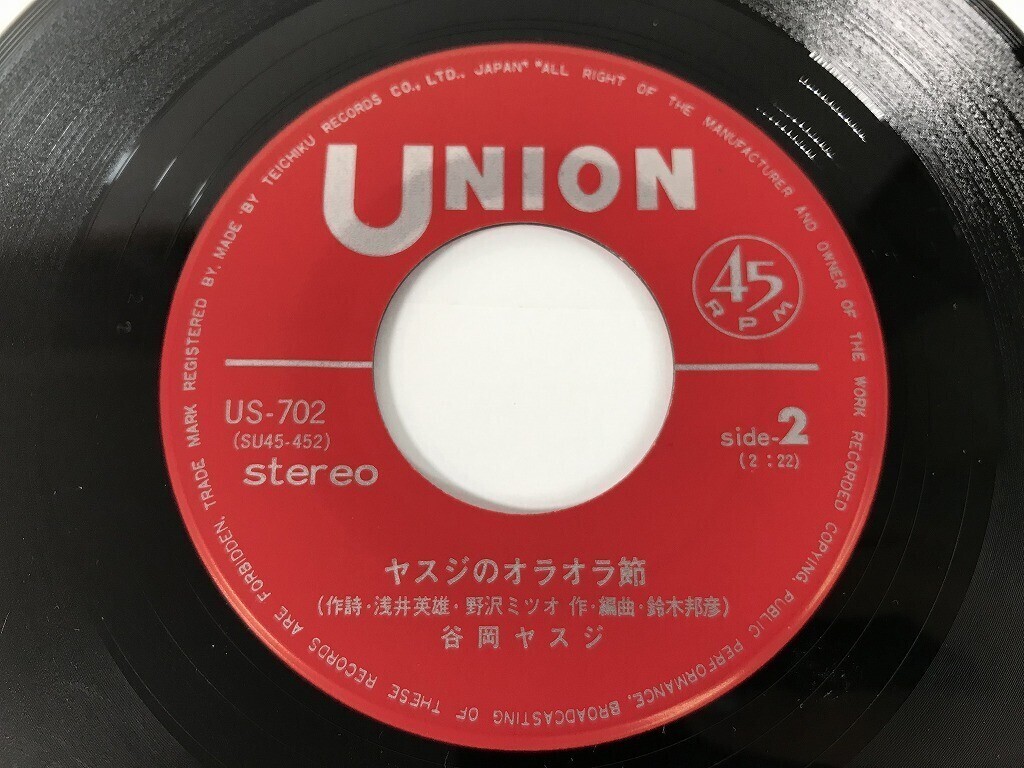 UNION
45
RPM
US-702
(SU45-452)
stereo
side-2
(2:22)
ヤスジのオラオラ節
(作詩・浅井英雄・野沢ミツオ 作・編曲・鈴木邦彦)
谷岡ヤスジ
TRADE MARK REGISTERED BY. MADE BY TEICHIKU RECORDS CO., LTD., JAPAN* *ALL RIGHT OF THE MANUFACTURER AND OWNER OF THE WORK RECORDED COPYING, PUBLIC PERFORMANCE, BROADCASTING OF THESE RECORDS ARE FORBIDDEN.